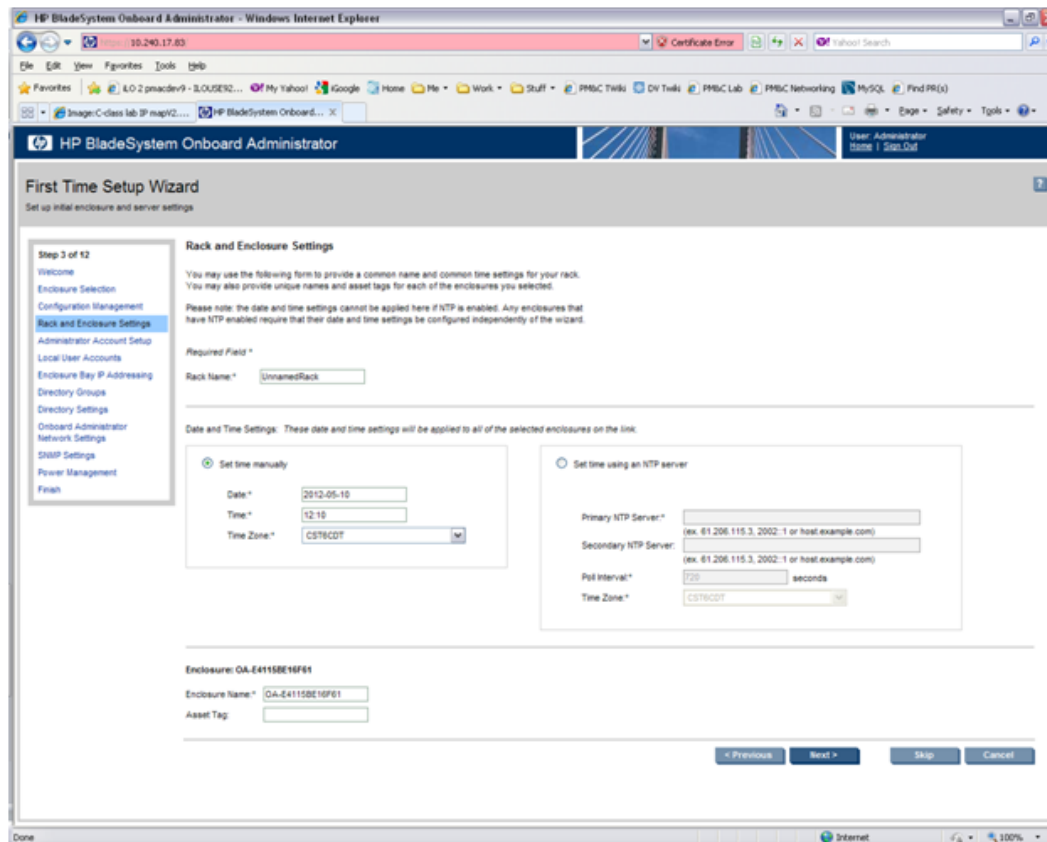 HP BladeSystem Onboard Administrator - Windows Internet Explorer
https://10.240.17.83
Certificate Error
Yahoo! Search
File Edit View Favorites Tools Help
Favorites
iLO 2 pmacdev9 - ILOUSE92...
My Yahoo!
iGoogle
Home
Me
Work
Stuff
PM&C TWiki
DV Twiki
PM&C Lab
PM&C Networking
MySQL
Find PR(s)
Image:C-class lab IP mapV2....
HP BladeSystem Onboard...
Page
Safety
Tools
HP BladeSystem Onboard Administrator
User: Administrator
Home | Sign Out
First Time Setup Wizard
Set up initial enclosure and server settings
Step 3 of 12
Welcome
Enclosure Selection
Configuration Management
Rack and Enclosure Settings
Administrator Account Setup
Local User Accounts
Enclosure Bay IP Addressing
Directory Groups
Directory Settings
Onboard Administrator
Network Settings
SNMP Settings
Power Management
Finish
Rack and Enclosure Settings
You may use the following form to provide a common name and common time settings for your rack.
You may also provide unique names and asset tags for each of the enclosures you selected.
Please note: the date and time settings cannot be applied here if NTP is enabled. Any enclosures that
have NTP enabled require that their date and time settings be configured independently of the wizard.
Required Field *
Rack Name:* UnnamedRack
Date and Time Settings: These date and time settings will be applied to all of the selected enclosures on the link.
Set time manually
Date:* 2012-05-10
Time:* 12:10
Time Zone:* CST6CDT
Set time using an NTP server
Primary NTP Server:*
(ex. 61.206.115.3, 2002::1 or host.example.com)
Secondary NTP Server:
(ex. 61.206.115.3, 2002::1 or host.example.com)
Poll Interval:* 720 seconds
Time Zone:* CST6CDT
Enclosure: OA-E4115BE16F61
Enclosure Name:* OA-E4115BE16F61
Asset Tag:
< Previous
Next >
Skip
Cancel
Done
Internet
100%